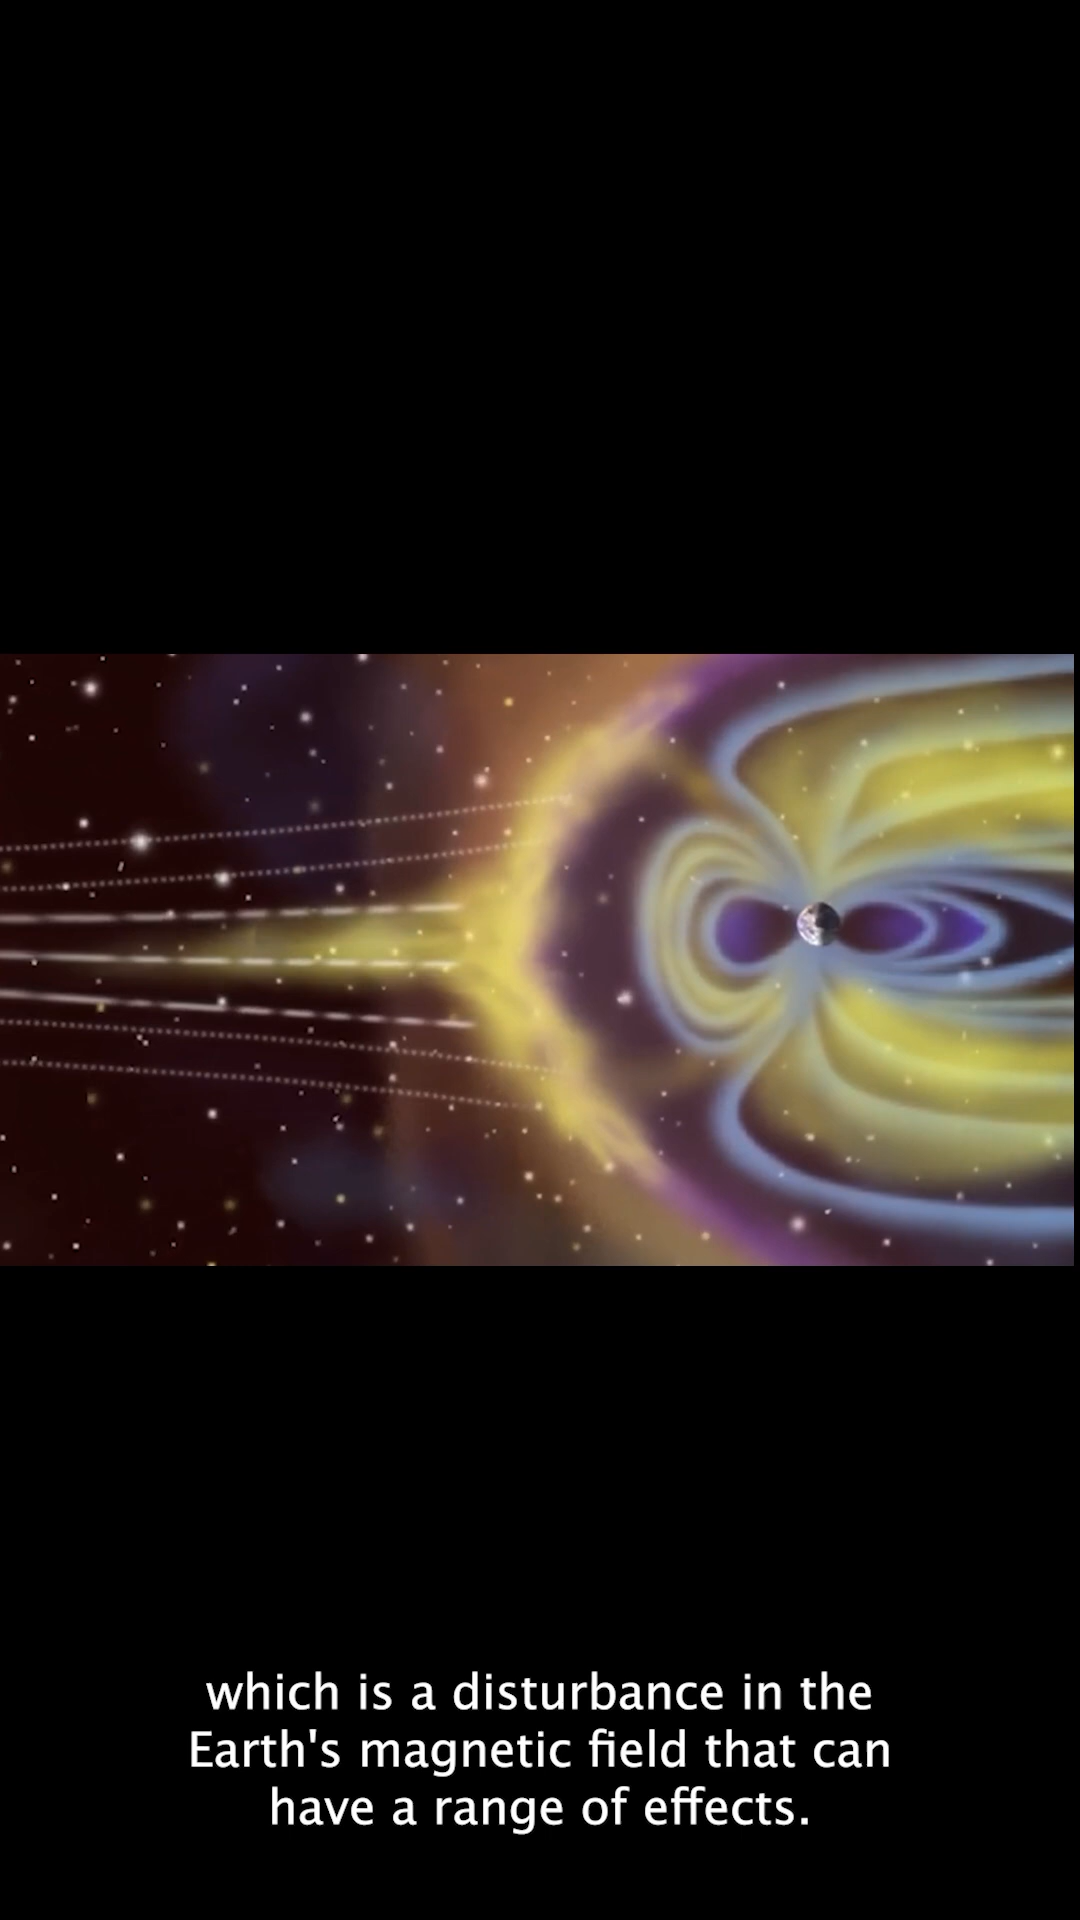 which is a disturbance in the
Earth's magnetic field that can
have a range of effects.